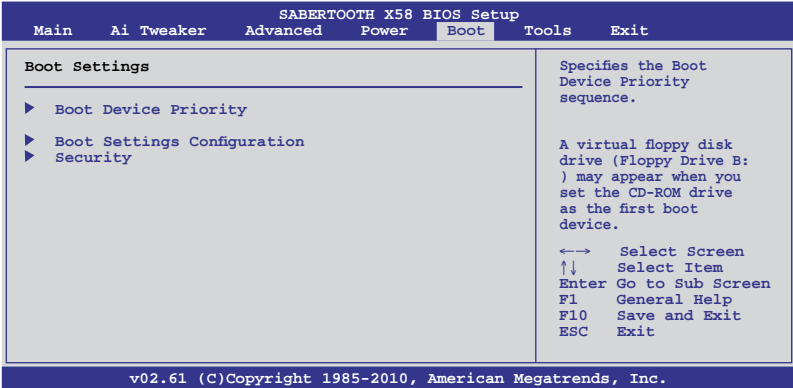 SABERTOOTH X58 BIOS Setup
Main Ai Tweaker Advanced Power Boot Tools Exit
Boot Settings
Boot Device Priority
Boot Settings Configuration
Security
Specifies the Boot
Device Priority
sequence.
A virtual floppy disk
drive (Floppy Drive B:
) may appear when you
set the CD-ROM drive
as the first boot
device.
←→ Select Screen
↑↓ Select Item
Enter Go to Sub Screen
F1 General Help
F10 Save and Exit
ESC Exit
v02.61 (C)Copyright 1985-2010, American Megatrends, Inc.